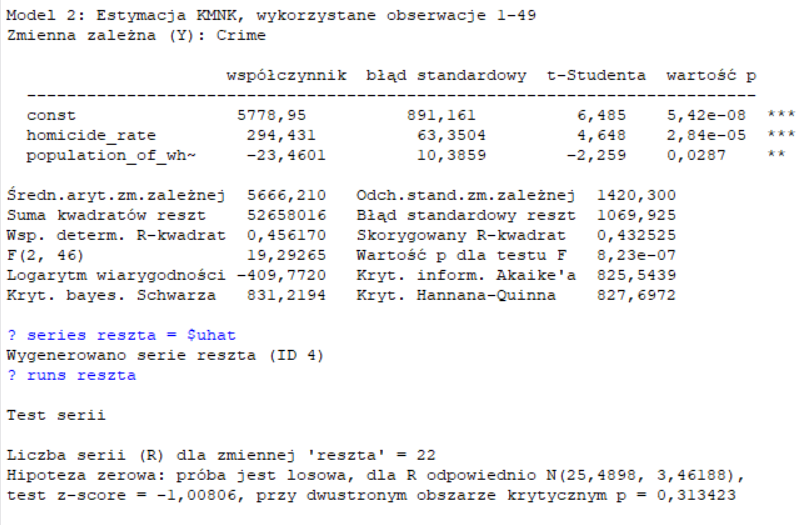 Model 2: Estymacja KMNK, wykorzystane obserwacje 1-49
Zmienna zależna (Y): Crime
współczynnik błąd standardowy t-Studenta wartość p
--------------------------------------------------------------------------
const 5778,95 891,161 6,485 5,42e-08 ***
homicide_rate 294,431 63,3504 4,648 2,84e-05 ***
population_of_wh~ -23,4601 10,3859 -2,259 0,0287 **
Średn.aryt.zm.zależnej 5666,210 Odch.stand.zm.zależnej 1420,300
Suma kwadratów reszt 52658016 Błąd standardowy reszt 1069,925
Wsp. determ. R-kwadrat 0,456170 Skorygowany R-kwadrat 0,432525
F(2, 46) 19,29265 Wartość p dla testu F 8,23e-07
Logarytm wiarygodności -409,7720 Kryt. inform. Akaike'a 825,5439
Kryt. bayes. Schwarza 831,2194 Kryt. Hannana-Quinna 827,6972
? series reszta = $uhat
Wygenerowano serie reszta (ID 4)
? runs reszta
Test serii
Liczba serii (R) dla zmiennej 'reszta' = 22
Hipoteza zerowa: próba jest losowa, dla R odpowiednio N(25,4898, 3,46188),
test z-score = -1,00806, przy dwustronym obszarze krytycznym p = 0,313423